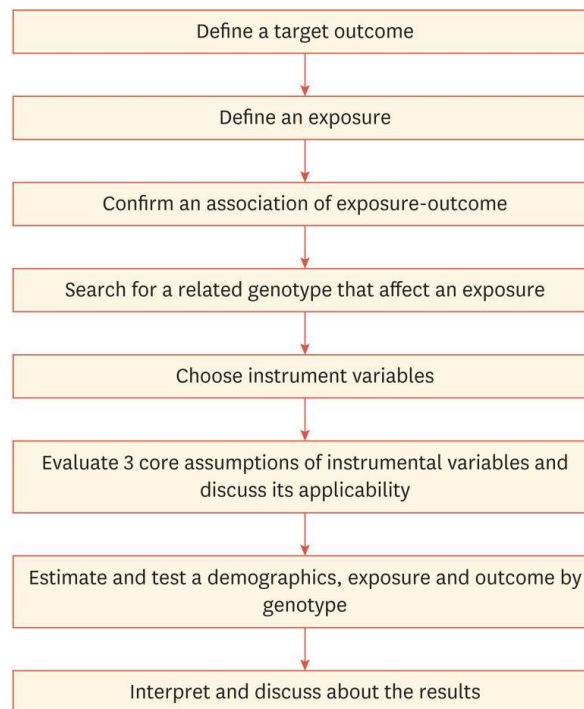 Define a target outcome
Define an exposure
Confirm an association of exposure-outcome
Search for a related genotype that affect an exposure
Choose instrument variables
Evaluate 3 core assumptions of instrumental variables and
discuss its applicability
Estimate and test a demographics, exposure and outcome by
genotype
Interpret and discuss about the results